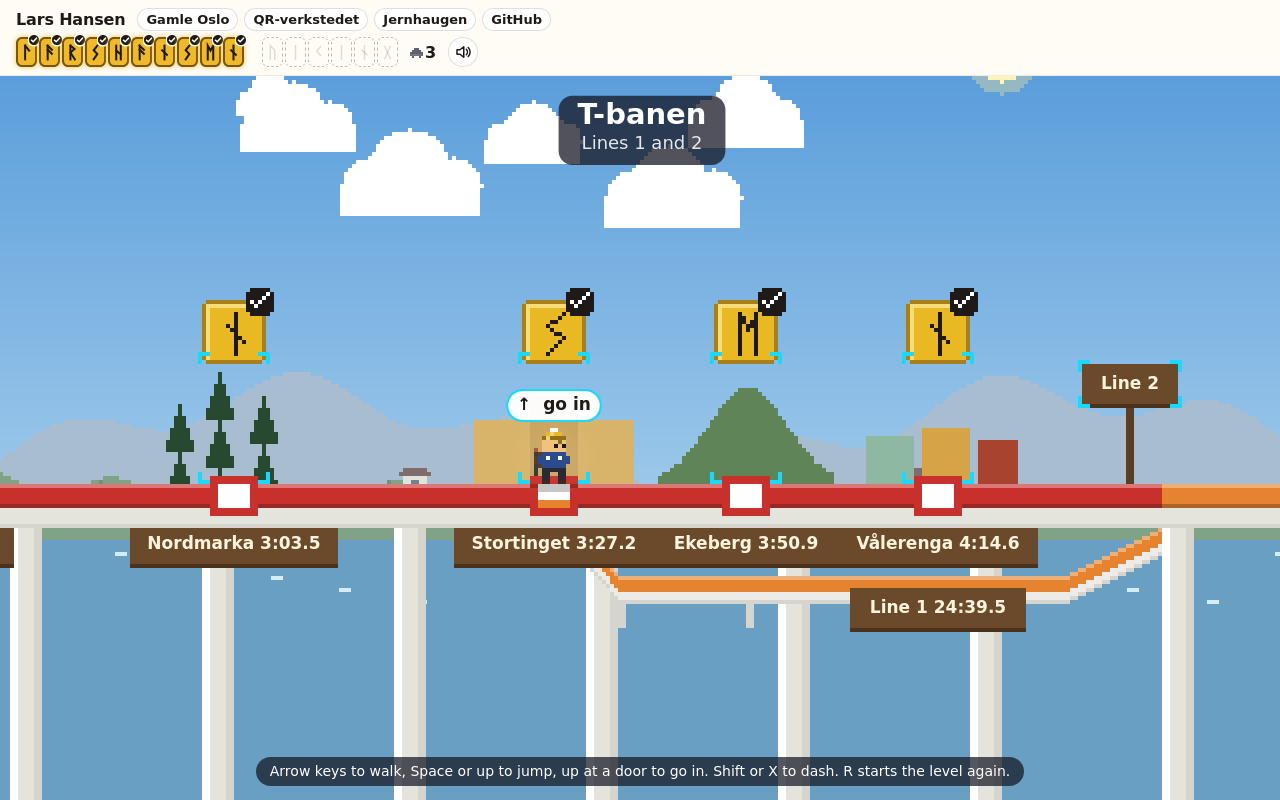 Lars Hansen Gamle Oslo QR-verkstedet Jernhaugen GitHub
ᚳᚨᚱᛊᚺᚨᚾᛊᛖᚾ ᚢᛁᚲᛁᚾᚷ 3
T-banen
Lines 1 and 2
ᚾ ᛊ ᛖ ᚾ
Line 2
↑ go in
Nordmarka 3:03.5 Stortinget 3:27.2 Ekeberg 3:50.9 Vålerenga 4:14.6
Line 1 24:39.5
Arrow keys to walk, Space or up to jump, up at a door to go in. Shift or X to dash. R starts the level again.